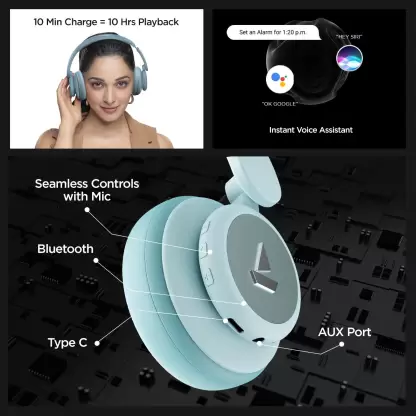 10 Min Charge = 10 Hrs Playback
Set an Alarm for 1:20 p.m
"HEY SIRI"
"OK GOOGLE"
Instant Voice Assistant
Seamless Controls
with Mic
Bluetooth
Type C
AUX Port